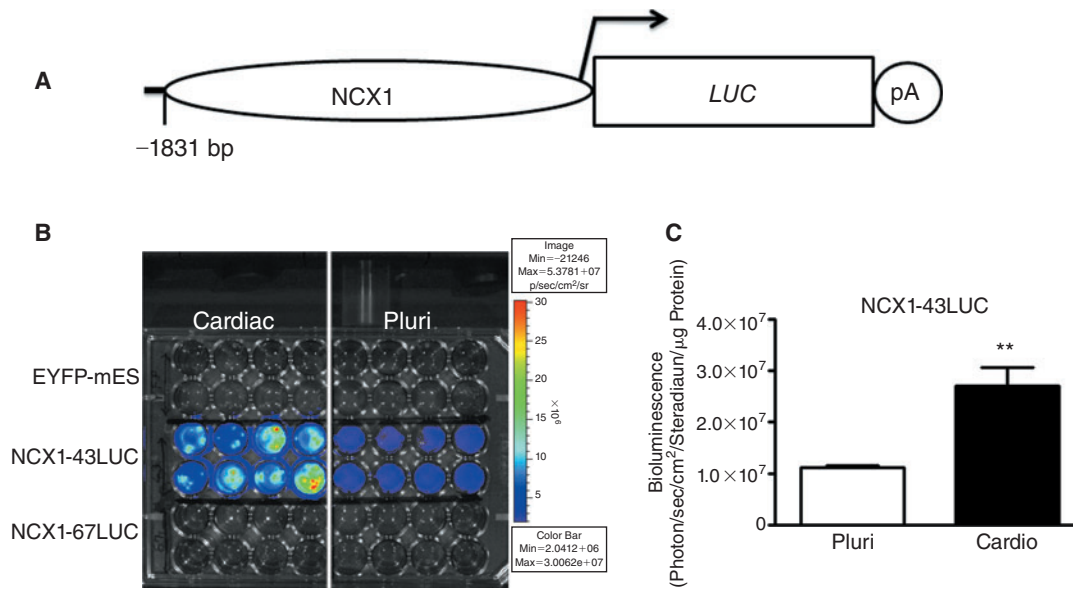 A
NCX1
LUC
pA
−1831 bp
B
Image
Min=−21246
Max=5.3781+07
p/sec/cm²/sr
Cardiac
Pluri
EYFP-mES
NCX1-43LUC
NCX1-67LUC
30
25
20
×10⁶
15
10
5
Color Bar
Min=2.0412+06
Max=3.0062e+07
C
NCX1-43LUC
Bioluminescence
(Photon/sec/cm²/Steradiaun/μg Protein)
4.0×10⁷
3.0×10⁷
2.0×10⁷
1.0×10⁷
0
**
Pluri
Cardio